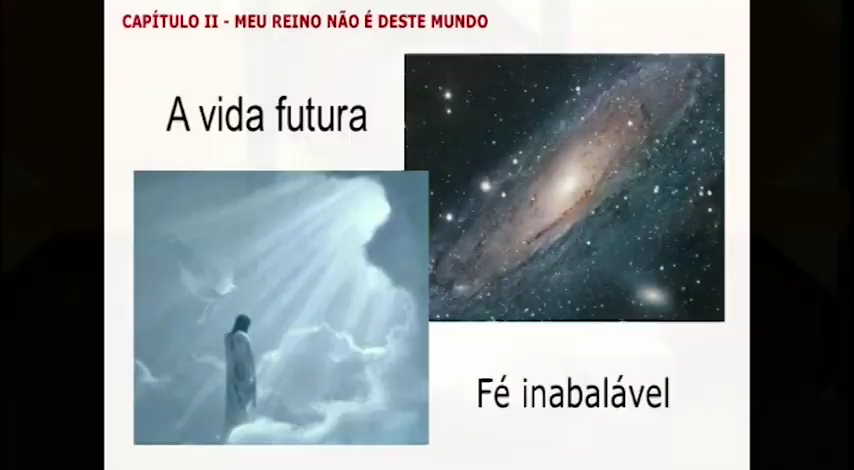 CAPÍTULO II - MEU REINO NÃO É DESTE MUNDO
A vida futura
Fé inabalável